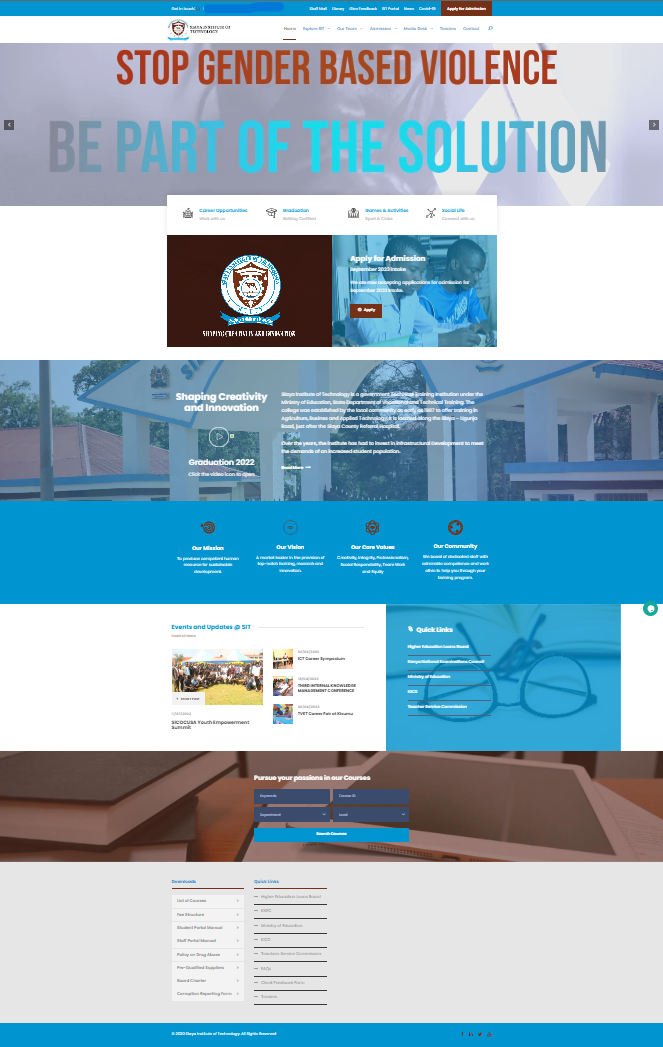 Get in touch!
Staff Mail
Library
Give Feedback
SIT Portal
News
Covid-19
Apply for Admission
SIAYA INSTITUTE OF
TECHNOLOGY
Home
Explore SIT
Our Team
Admission
Media Desk
Tenders
Contact
STOP GENDER BASED VIOLENCE
BE PART OF THE SOLUTION
Career Opportunities
Work with us
Graduation
Getting Certified
Games & Activities
Sport & Clubs
Social Life
Connect with us
SHAPING CREATIVITY AND INNOVATION
Apply for Admission
September 2023 Intake
We are now accepting applications for admission for
September 2023 Intake.
Apply
Shaping Creativity
and Innovation
Graduation 2022
Click the video icon to open.
Siaya Institute of Technology is a government Technical Training Institution under the
Ministry of Education, State Department of Vocational and Technical Training. The
college was established by the local community as early as 1967 to offer training in
Agriculture, Business and Applied Technology. It is located along the Siaya – Ugunja
Road, just after the Siaya County Referral Hospital.
Over the years, the institute has had to invest in infrastructural Development to meet
the demands of an increased student population.
Read More
Our Mission
To produce competent human
resource for sustainable
development.
Our Vision
A market leader in the provision of
top-notch training, research and
innovation.
Our Core Values
Creativity, Integrity, Professionalism,
Social Responsibility, Team Work
and Equity
Our Community
We boast of dedicated staff with
admirable competence and work
ethic to help you through your
training program.
Events and Updates @ SIT
ICT Career Symposium
THIRD INTERNAL KNOWLEDGE
MANAGEMENT CONFERENCE
TVET Career Fair at Kisumu
SICOCUSA Youth Empowerment
Summit
Quick Links
Higher Education Loans Board
Kenya National Examinations Council
Ministry of Education
KICD
Teacher Service Commission
Pursue your passions in our Courses
Keywords
Course ID
Department
Level
Search Courses
Downloads
List of Courses
Fee Structure
Student Portal Manual
Staff Portal Manual
Policy on Drug Abuse
Pre-Qualified Suppliers
Board Charter
Corruption Reporting Form
Quick Links
Higher Education Loans Board
KNEC
Ministry of Education
KICD
Teachers Service Commission
FAQs
Client Feedback Form
Tenders
© 2020 Siaya Institute of Technology. All Rights Reserved